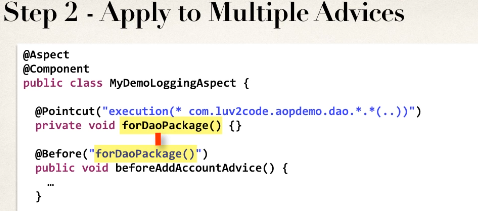 Step 2 - Apply to Multiple Advices
@Aspect
@Component
public class MyDemoLoggingAspect {
@Pointcut("execution(* com.luv2code.aopdemo.dao.*.*(..))")
private void forDaoPackage() {}
@Before("forDaoPackage()")
public void beforeAddAccountAdvice() {
…
}